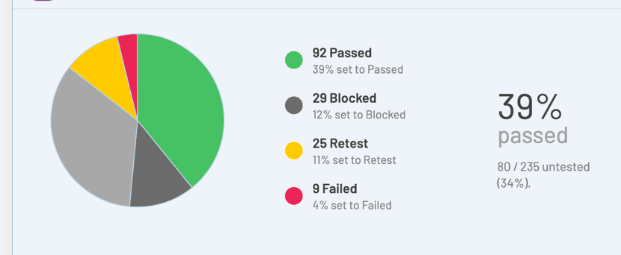 92 Passed
39% set to Passed
29 Blocked
12% set to Blocked
25 Retest
11% set to Retest
9 Failed
4% set to Failed
39%
passed
80 / 235 untested
(34%).